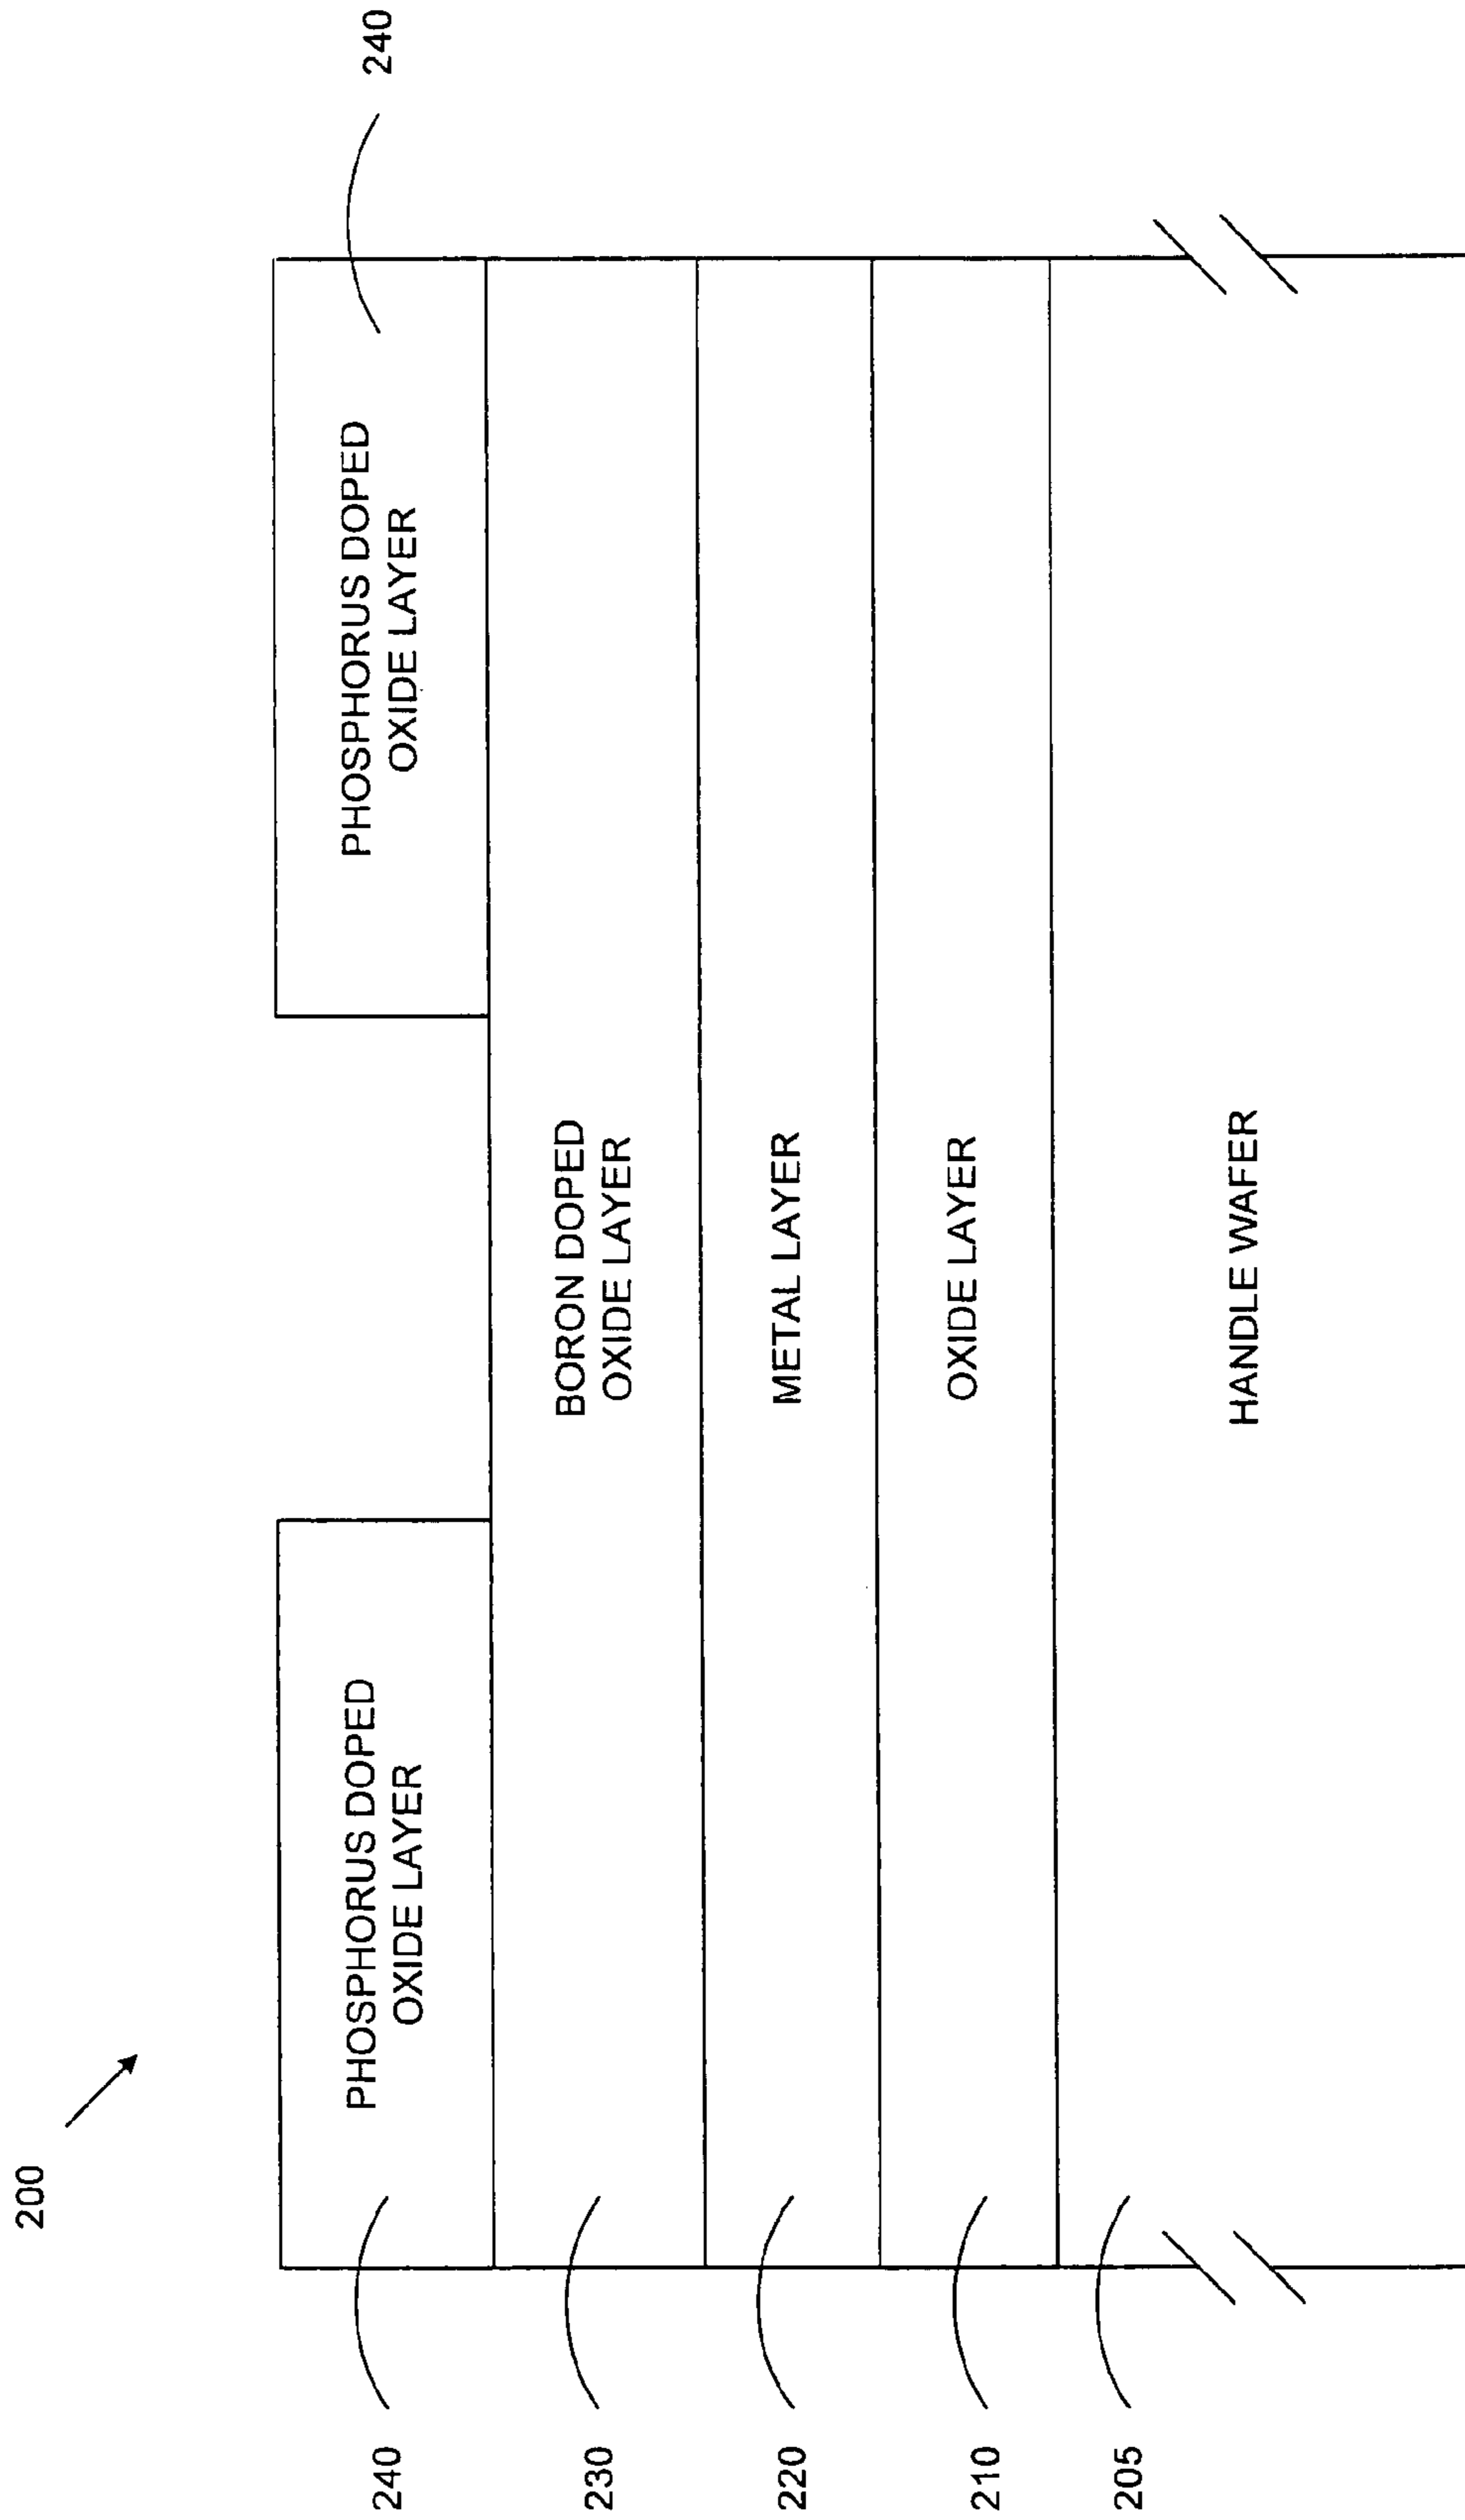 200
240
PHOSPHORUS DOPED
OXIDE LAYER
PHOSPHORUS DOPED
OXIDE LAYER
240
230
BORON DOPED
OXIDE LAYER
220
METAL LAYER
210
OXIDE LAYER
205
HANDLE WAFER